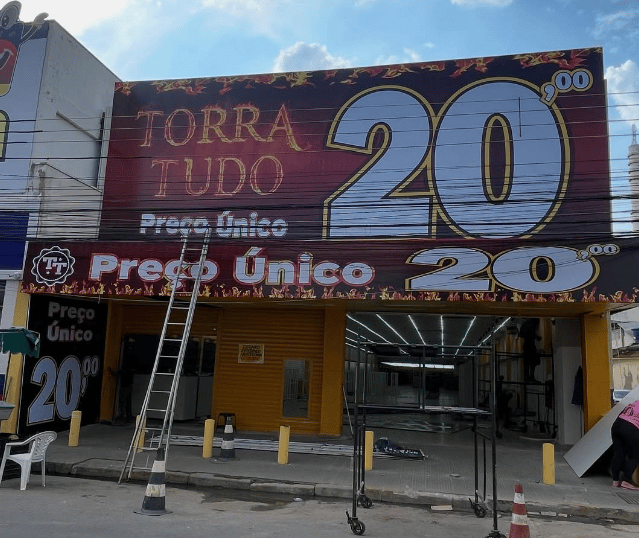 TORRA
TUDO
20,00
Preço Único
TT
Preço Único 20,00
Preço
Único
20,00